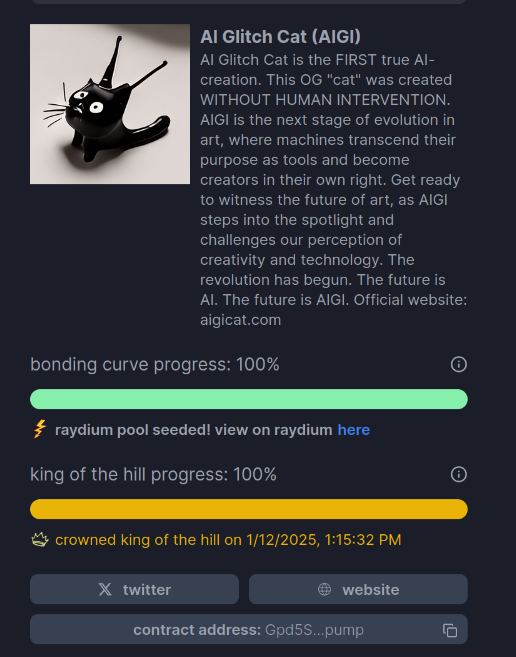 AI Glitch Cat (AIGI)
AI Glitch Cat is the FIRST true AI-
creation. This OG "cat" was created
WITHOUT HUMAN INTERVENTION.
AIGI is the next stage of evolution in
art, where machines transcend their
purpose as tools and become
creators in their own right. Get ready
to witness the future of art, as AIGI
steps into the spotlight and
challenges our perception of
creativity and technology. The
revolution has begun. The future is
AI. The future is AIGI. Official website:
aigicat.com
bonding curve progress: 100%
raydium pool seeded! view on raydium here
king of the hill progress: 100%
crowned king of the hill on 1/12/2025, 1:15:32 PM
twitter
website
contract address: Gpd5S...pump